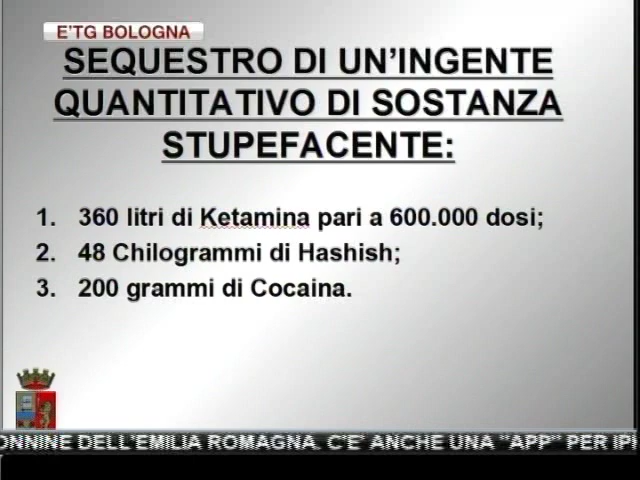 E'TG BOLOGNA
SEQUESTRO DI UN'INGENTE
QUANTITATIVO DI SOSTANZA
STUPEFACENTE:
1. 360 litri di Ketamina pari a 600.000 dosi;
2. 48 Chilogrammi di Hashish;
3. 200 grammi di Cocaina.
ONNINE DELL'EMILIA ROMAGNA. C'E' ANCHE UNA "APP" PER IPH